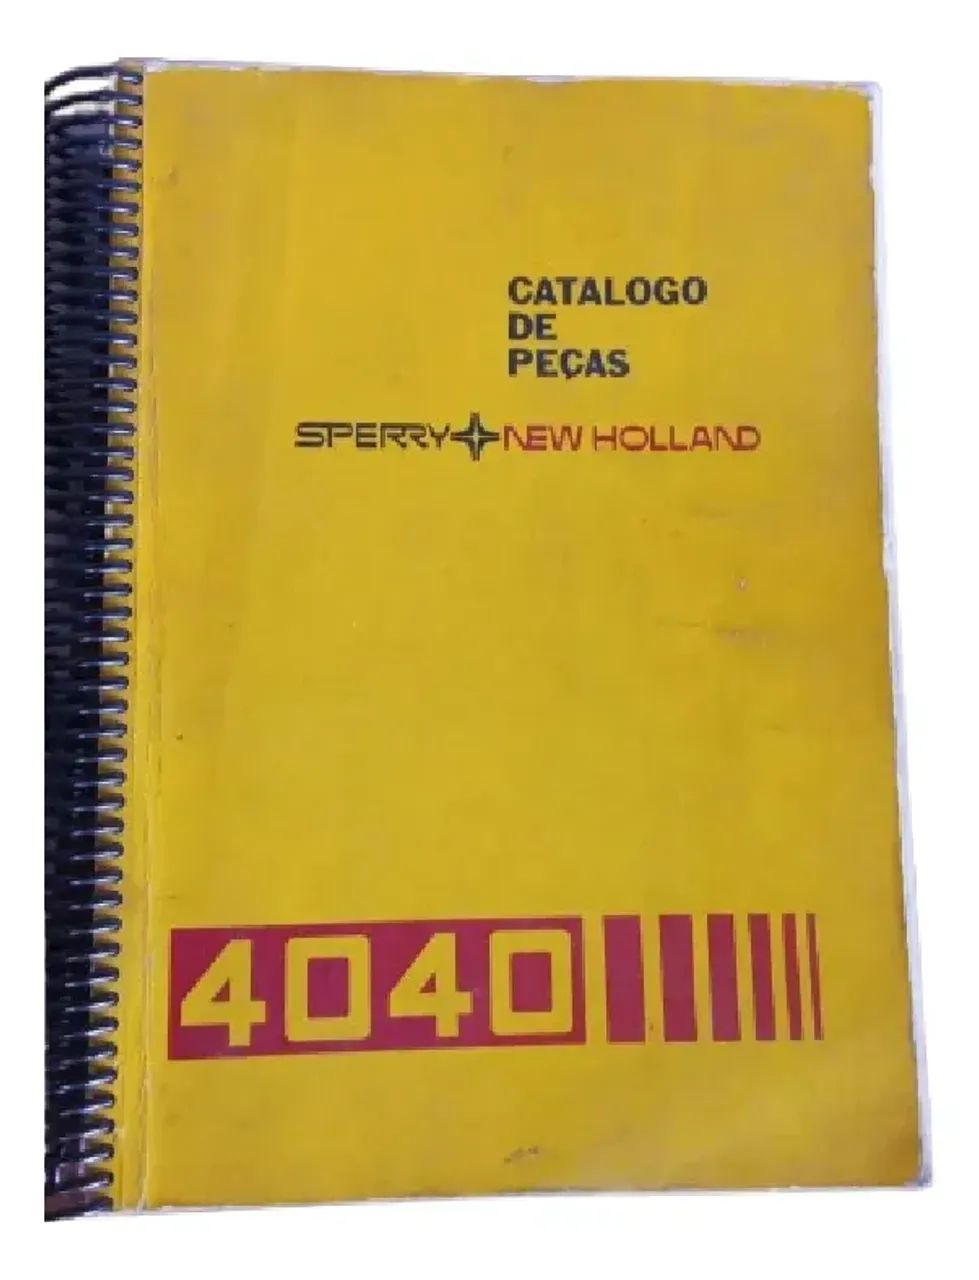 CATALOGO
DE
PEÇAS
SPERRY NEW HOLLAND
4040